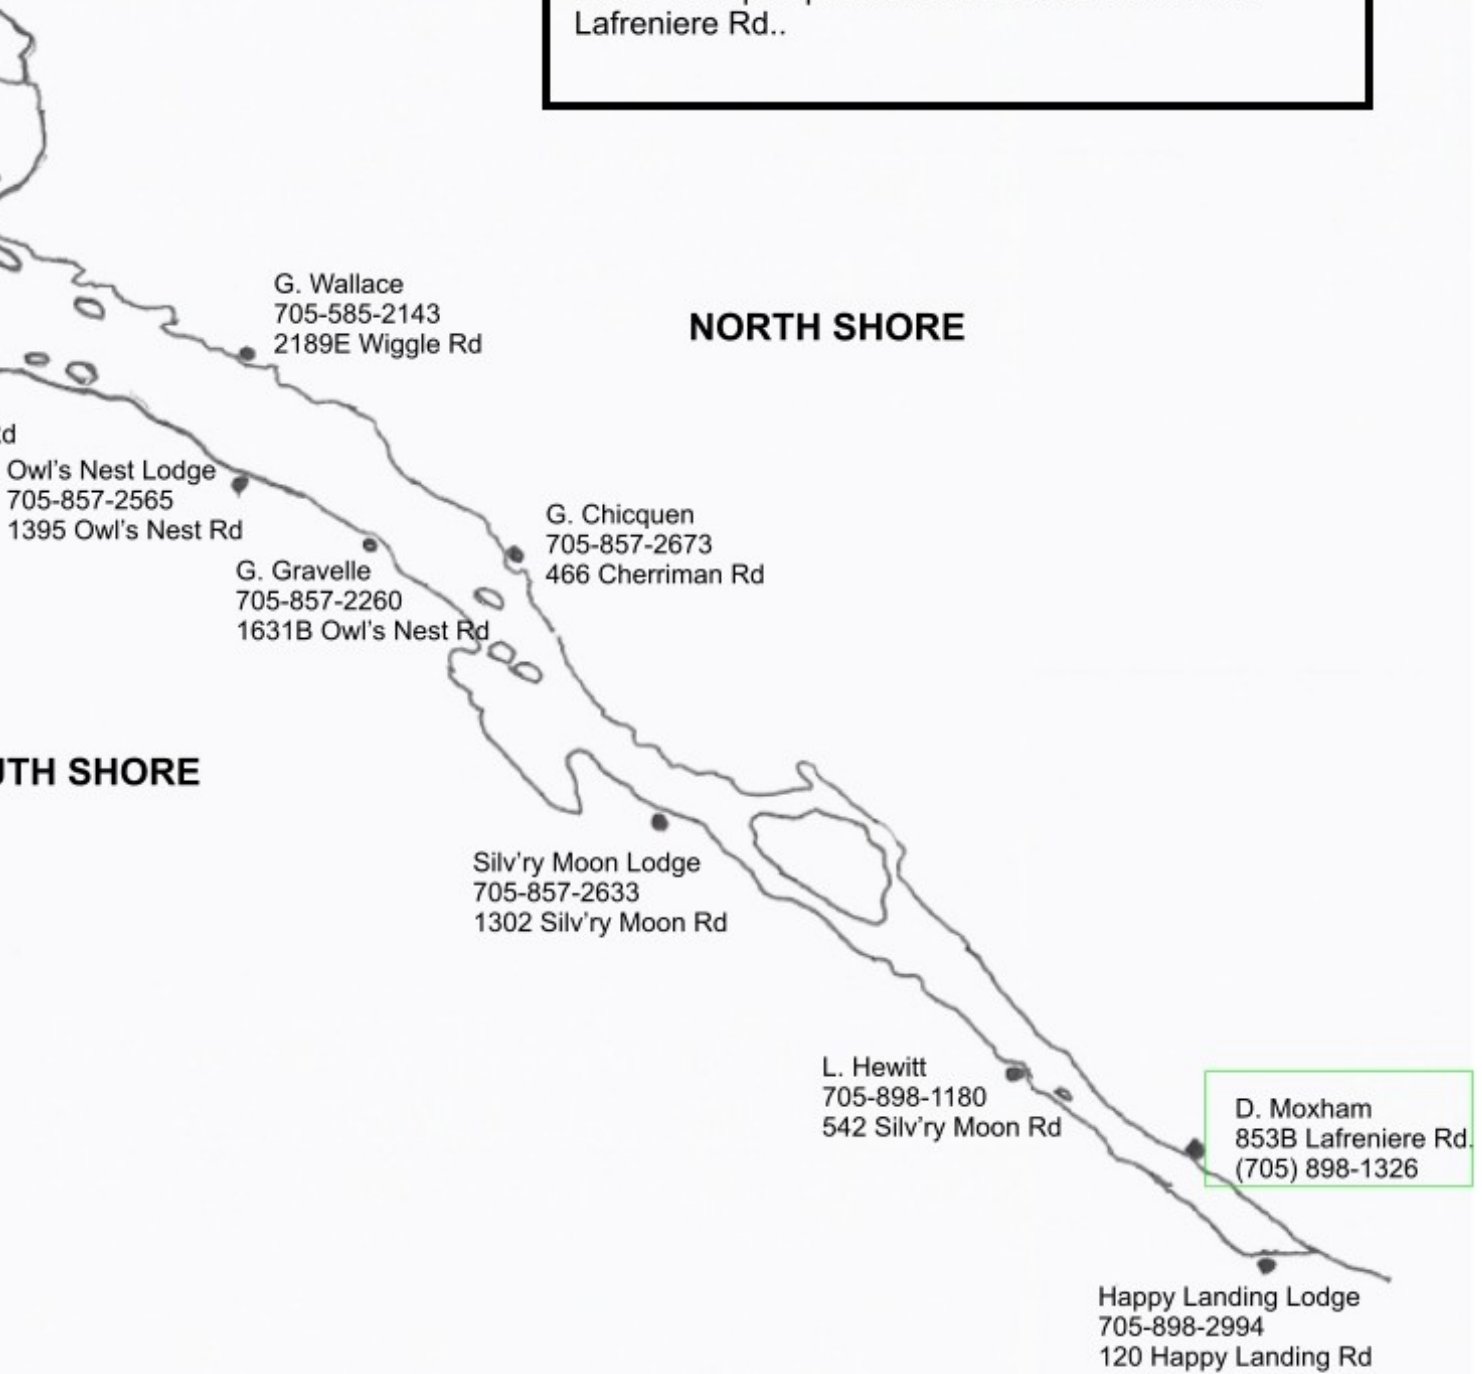 Lafreniere Rd..
G. Wallace
705-585-2143
2189E Wiggle Rd
NORTH SHORE
Owl's Nest Lodge
705-857-2565
1395 Owl's Nest Rd
G. Chicquen
705-857-2673
466 Cherriman Rd
G. Gravelle
705-857-2260
1631B Owl's Nest Rd
UTH SHORE
Silv'ry Moon Lodge
705-857-2633
1302 Silv'ry Moon Rd
L. Hewitt
705-898-1180
542 Silv'ry Moon Rd
D. Moxham
853B Lafreniere Rd.
(705) 898-1326
Happy Landing Lodge
705-898-2994
120 Happy Landing Rd